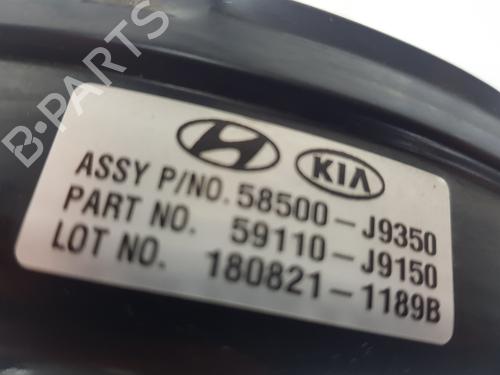 B-PARTS
KIA
ASSY P/NO. 58500-J9350
PART NO. 59110-J9150
LOT NO. 180821-1189B